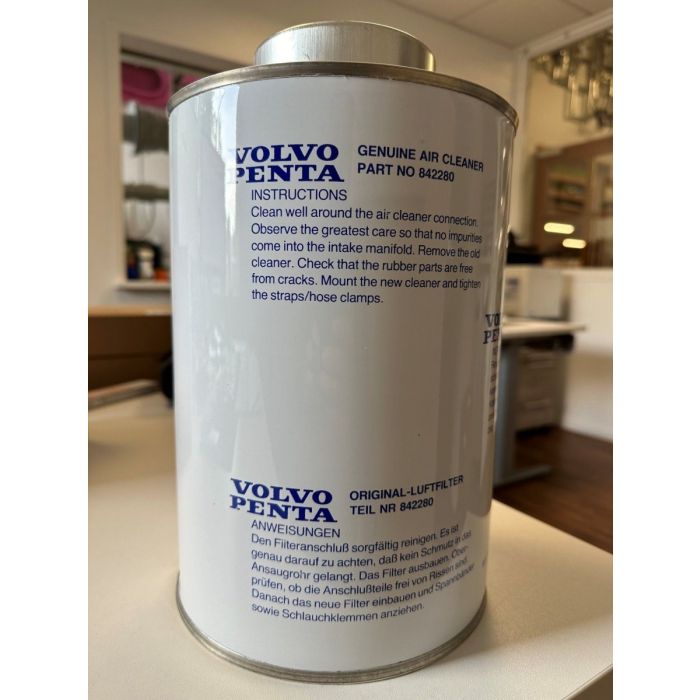 VOLVO
PENTA
GENUINE AIR CLEANER
PART NO 842280
INSTRUCTIONS
Clean well around the air cleaner connection.
Observe the greatest care so that no impurities
come into the intake manifold. Remove the old
cleaner. Check that the rubber parts are free
from cracks. Mount the new cleaner and tighten
the straps/hose clamps.
VOLVO
PENTA
ORIGINAL-LUFTFILTER
TEIL NR 842280
ANWEISUNGEN
Den Filteranschluß sorgfältig reinigen. Es ist
genau darauf zu achten, daß kein Schmutz in das
Ansaugrohr gelangt. Das Filter ausbauen, Über-
prüfen, ob die Anschlußteile frei von Rissen sind.
Danach das neue Filter einbauen und Spannbänder
sowie Schlauchklemmen anziehen.